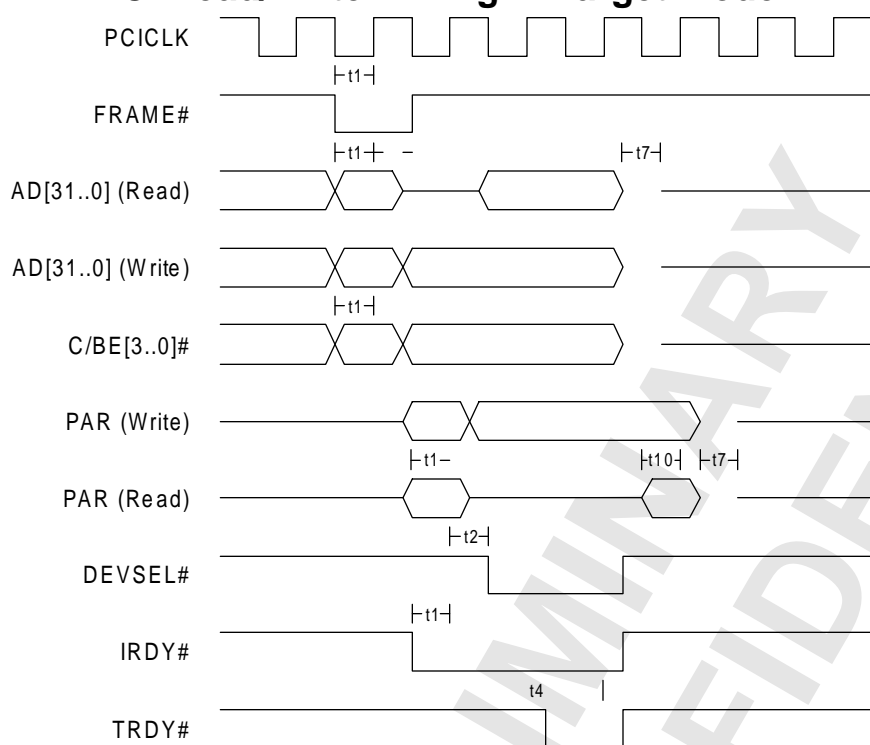 PCICLK
t1
FRAME#
t1
t7
AD[31..0] (Read)
AD[31..0] (Write)
t1
C/BE[3..0]#
PAR (Write)
t1
t10
t7
PAR (Read)
t2
DEVSEL#
t1
IRDY#
t4
TRDY#